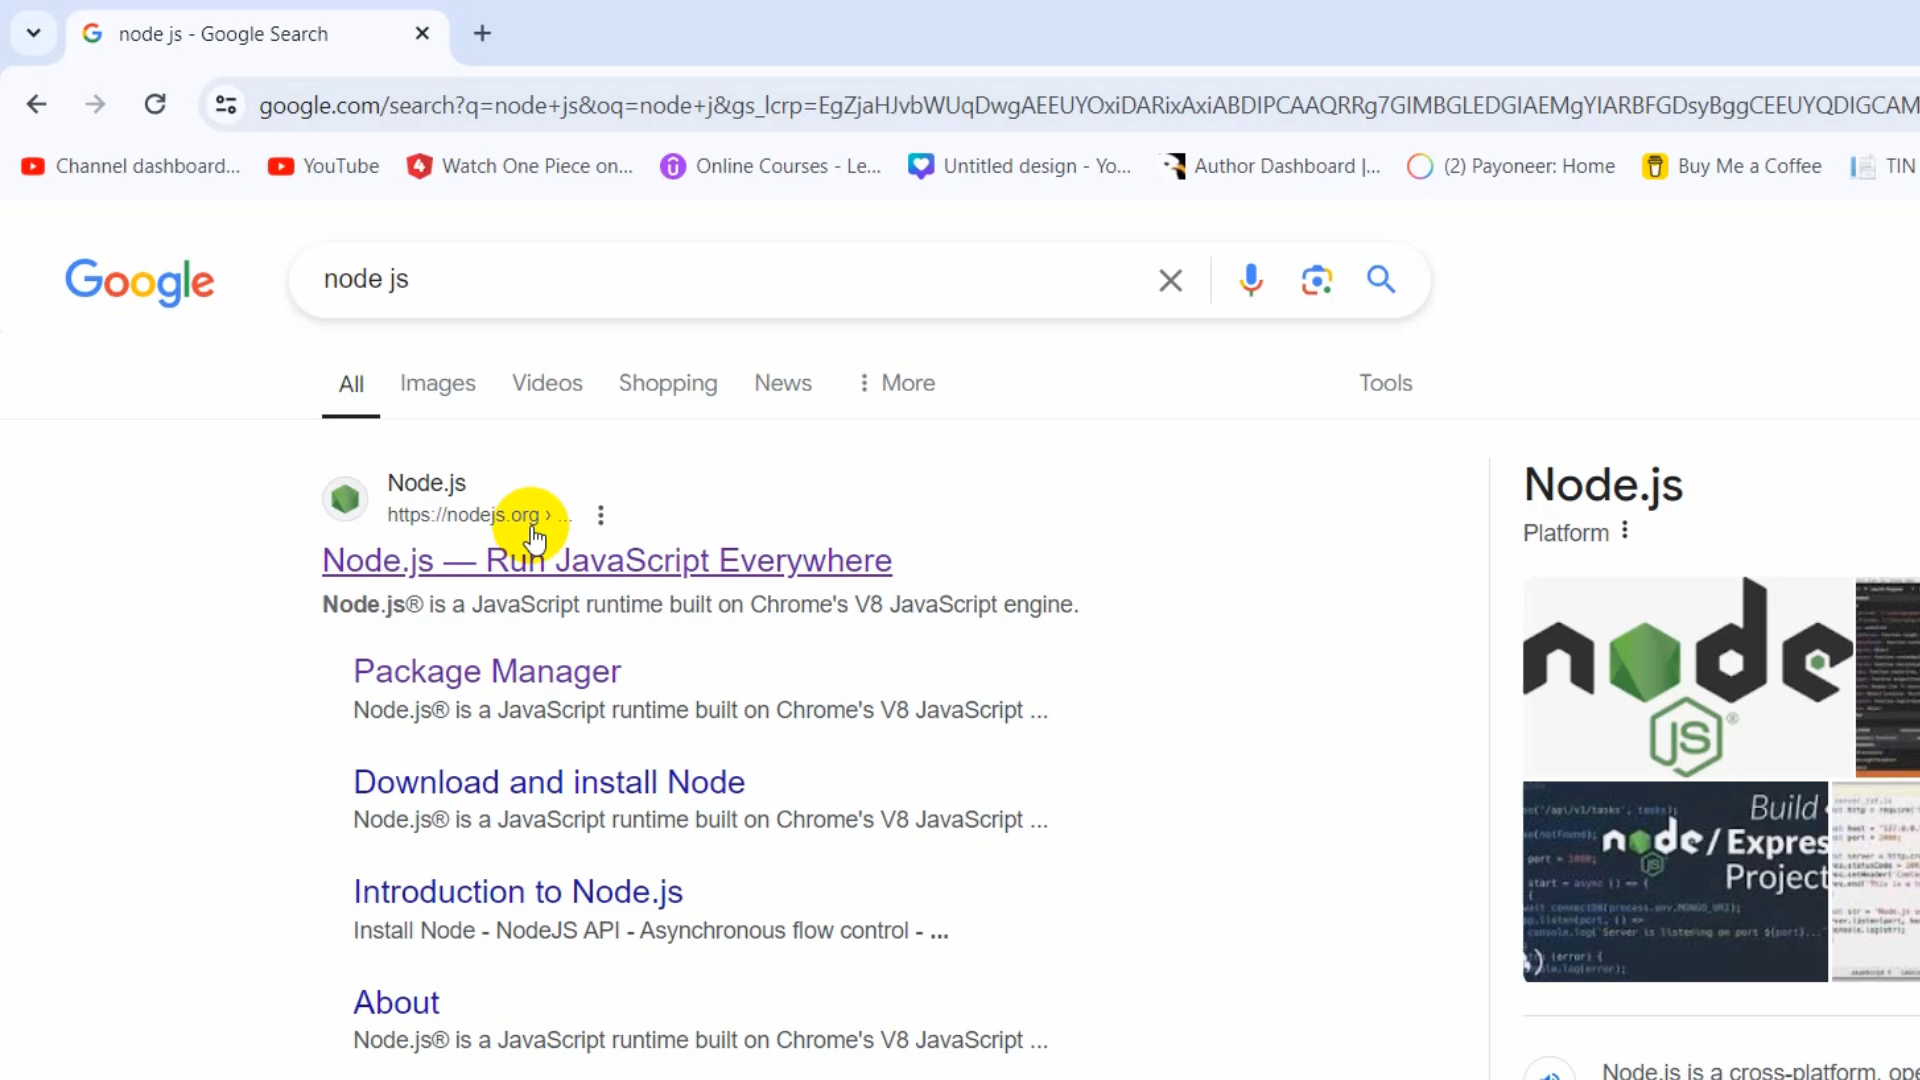 node js - Google Search
google.com/search?q=node+js&oq=node+j&gs_lcrp=EgZjaHJvbWUqDwgAEEUYOxiDARixAxiABDIPCAAQRRg7GIMBGLEDGIAEMgYIARBFGDsyBggCEEUYQDIGCAM
Channel dashboard... YouTube Watch One Piece on... Online Courses - Le... Untitled design - Yo... Author Dashboard |... (2) Payoneer: Home Buy Me a Coffee TIN
Google
node js
All Images Videos Shopping News More Tools
Node.js
https://nodejs.org › ...
Node.js — Run JavaScript Everywhere
Node.js® is a JavaScript runtime built on Chrome's V8 JavaScript engine.
Package Manager
Node.js® is a JavaScript runtime built on Chrome's V8 JavaScript ...
Download and install Node
Node.js® is a JavaScript runtime built on Chrome's V8 JavaScript ...
Introduction to Node.js
Install Node - NodeJS API - Asynchronous flow control - ...
About
Node.js® is a JavaScript runtime built on Chrome's V8 JavaScript ...
Node.js
Platform
node
JS
Build
node/Expres
Project
Node.js is a cross-platform, ope